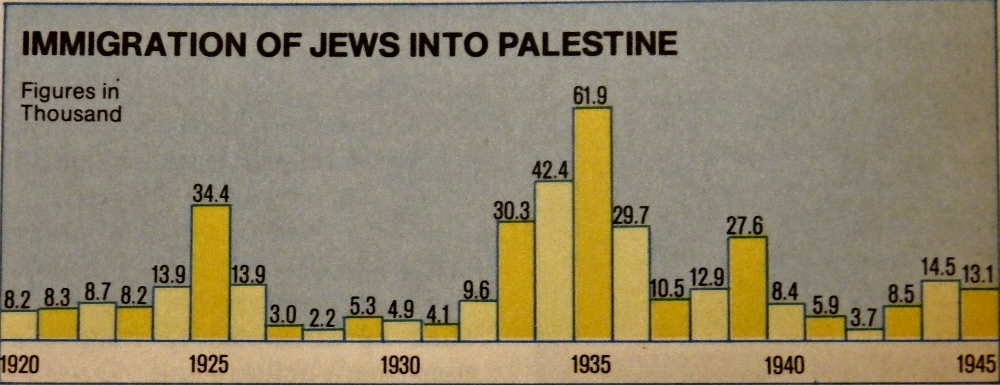 IMMIGRATION OF JEWS INTO PALESTINE
Figures in
Thousand
8.2 8.3 8.7 8.2 13.9 34.4 13.9 3.0 2.2 5.3 4.9 4.1 9.6 30.3 42.4 61.9 29.7 10.5 12.9 27.6 8.4 5.9 3.7 8.5 14.5 13.1
1920 1925 1930 1935 1940 1945